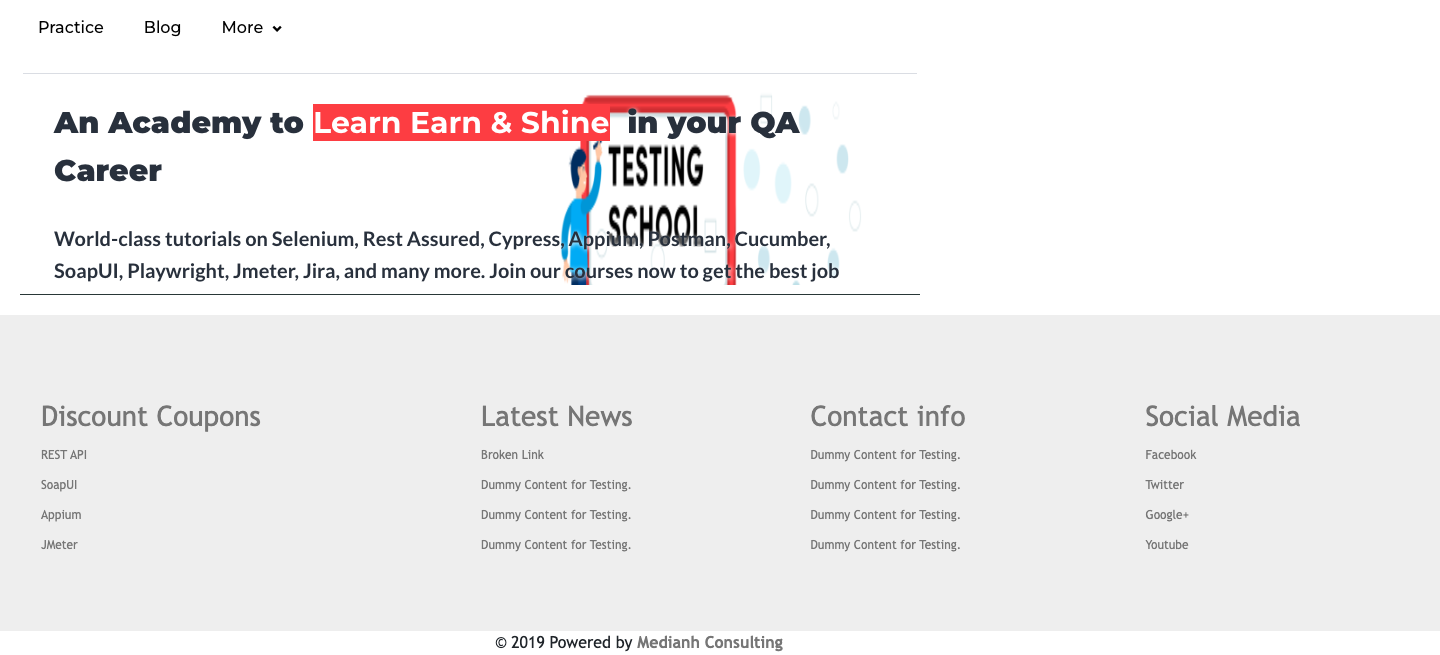 Practice Blog More
An Academy to Learn Earn & Shine in your QA
Career
TESTING
SCHOOL
World-class tutorials on Selenium, Rest Assured, Cypress, Appium, Postman, Cucumber,
SoapUI, Playwright, Jmeter, Jira, and many more. Join our courses now to get the best job
Discount Coupons
REST API
SoapUI
Appium
JMeter
Latest News
Broken Link
Dummy Content for Testing.
Dummy Content for Testing.
Dummy Content for Testing.
Contact info
Dummy Content for Testing.
Dummy Content for Testing.
Dummy Content for Testing.
Dummy Content for Testing.
Social Media
Facebook
Twitter
Google+
Youtube
© 2019 Powered by Medianh Consulting